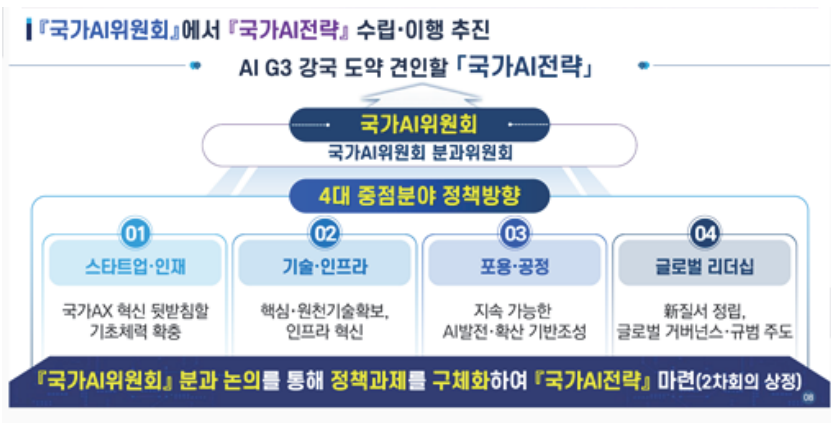 『국가AI위원회』에서 『국가AI전략』 수립·이행 추진
AI G3 강국 도약 견인할 「국가AI전략」
국가AI위원회
국가AI위원회 분과위원회
4대 중점분야 정책방향
01
스타트업·인재
국가AX 혁신 뒷받침할
기초체력 확충
02
기술·인프라
핵심·원천기술확보,
인프라 혁신
03
포용·공정
지속 가능한
AI발전·확산 기반조성
04
글로벌 리더십
新질서 정립,
글로벌 거버넌스·규범 주도
『국가AI위원회』 분과 논의를 통해 정책과제를 구체화하여 『국가AI전략』 마련(2차회의 상정)
08